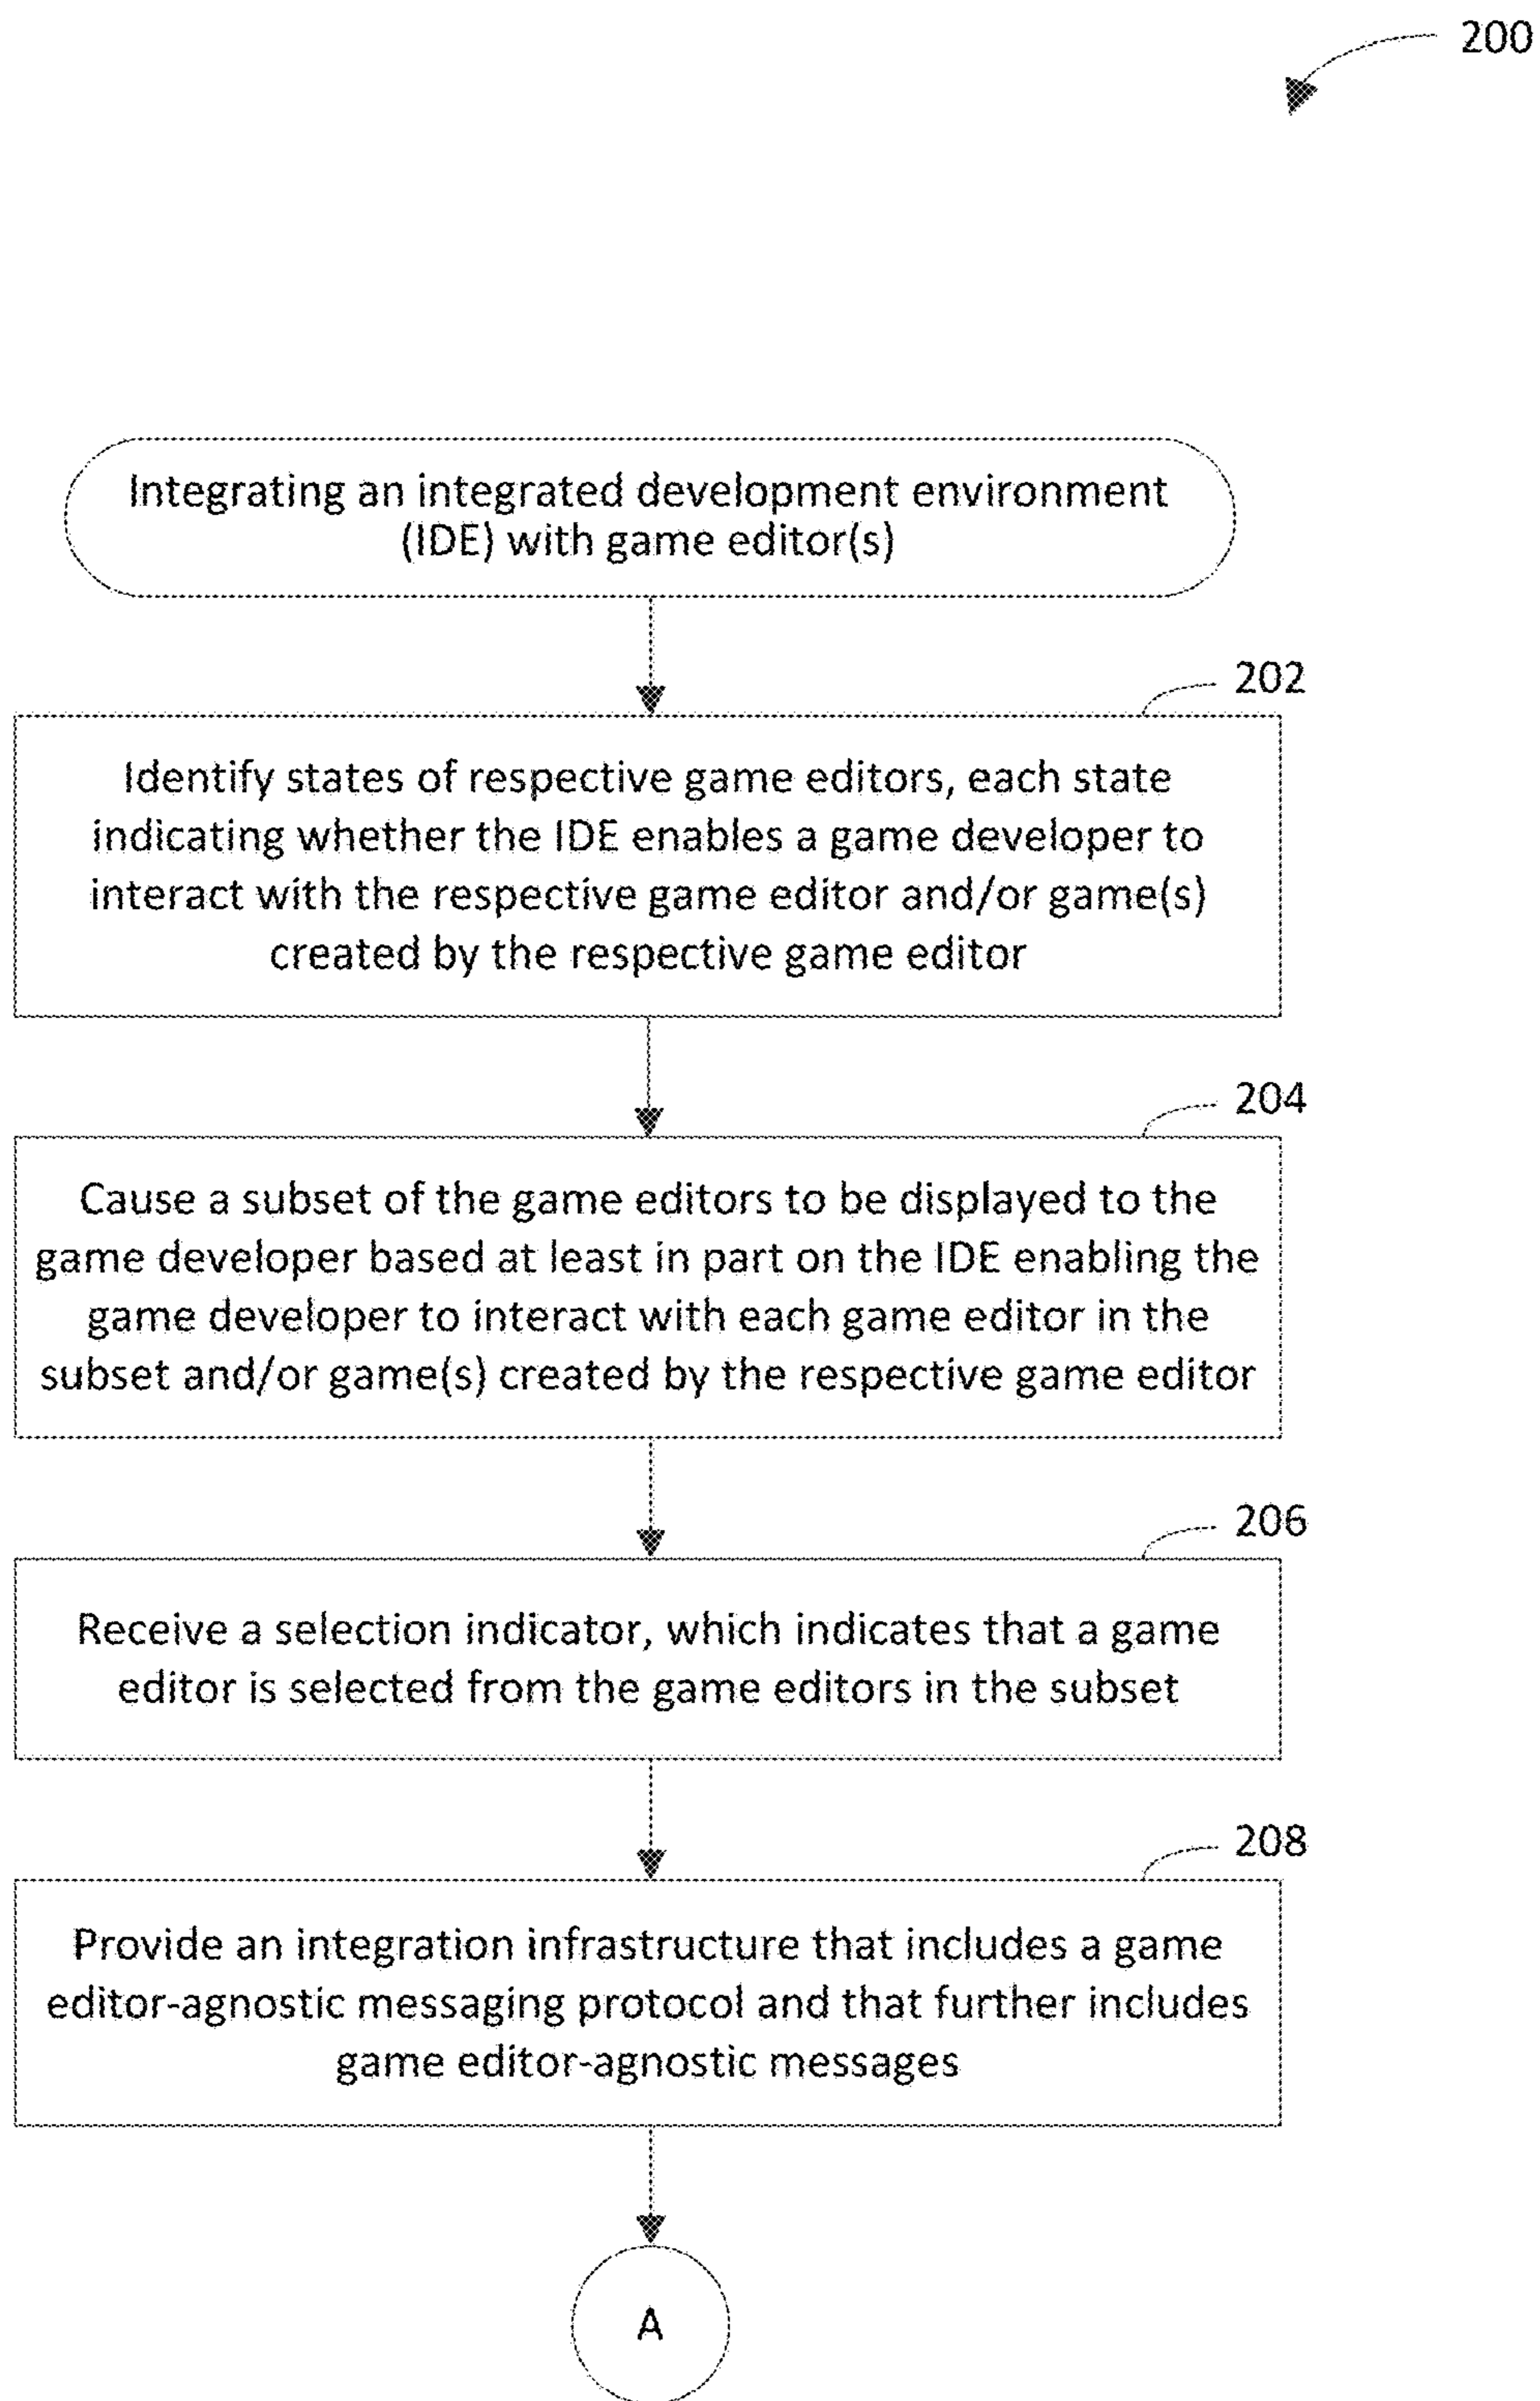 200
Integrating an integrated development environment
(IDE) with game editor(s)
202
Identify states of respective game editors, each state
indicating whether the IDE enables a game developer to
interact with the respective game editor and/or game(s)
created by the respective game editor
204
Cause a subset of the game editors to be displayed to the
game developer based at least in part on the IDE enabling the
game developer to interact with each game editor in the
subset and/or game(s) created by the respective game editor
206
Receive a selection indicator, which indicates that a game
editor is selected from the game editors in the subset
208
Provide an integration infrastructure that includes a game
editor-agnostic messaging protocol and that further includes
game editor-agnostic messages
A